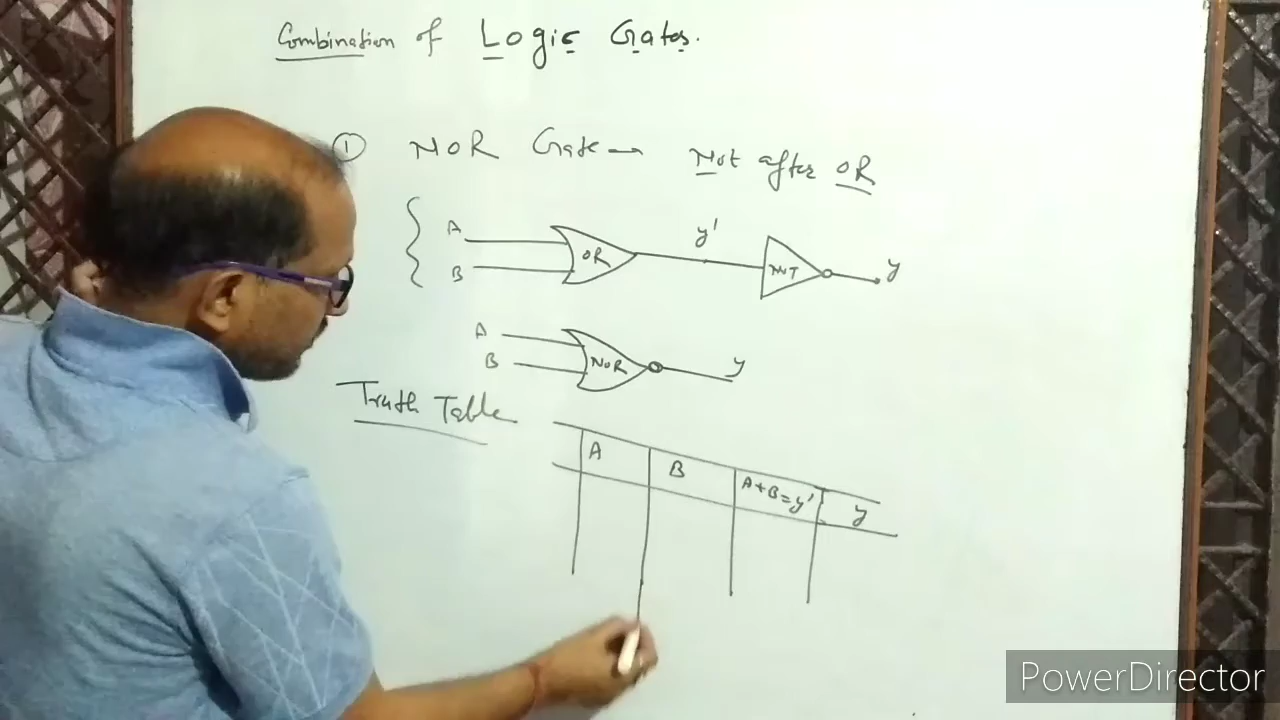 Combination of Logic Gates.
① NOR Gate → Not after OR
A
B
OR
y'
NOT
y
A
B
NOR
y
Truth Table
A B A+B=y' y
PowerDirector